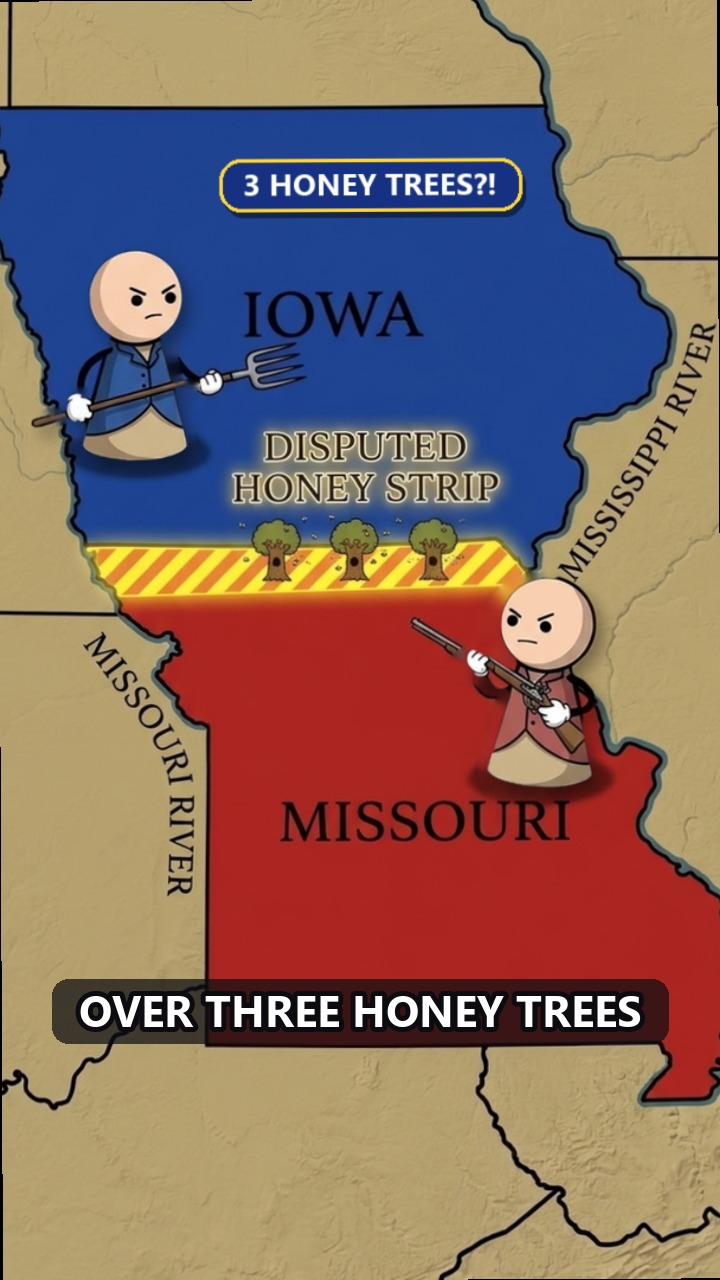 3 HONEY TREES?!
IOWA
DISPUTED
HONEY STRIP
MISSISSIPPI RIVER
MISSOURI RIVER
MISSOURI
OVER THREE HONEY TREES